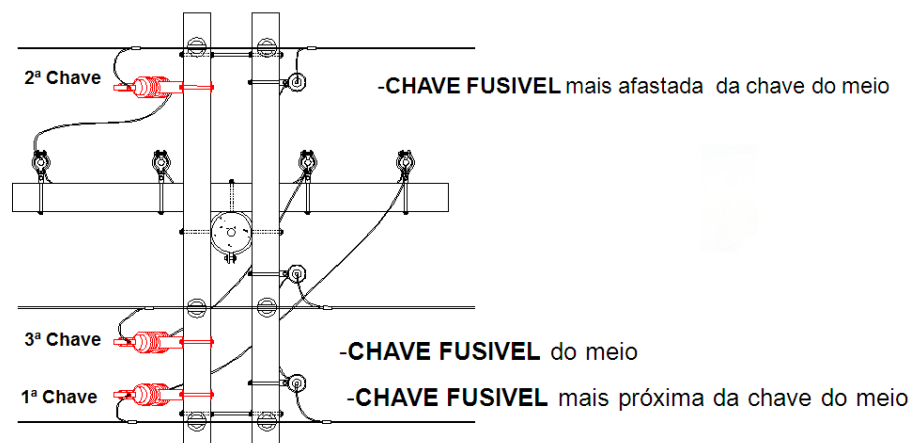 2ª Chave
-CHAVE FUSIVEL mais afastada da chave do meio
3ª Chave
-CHAVE FUSIVEL do meio
1ª Chave
-CHAVE FUSIVEL mais próxima da chave do meio